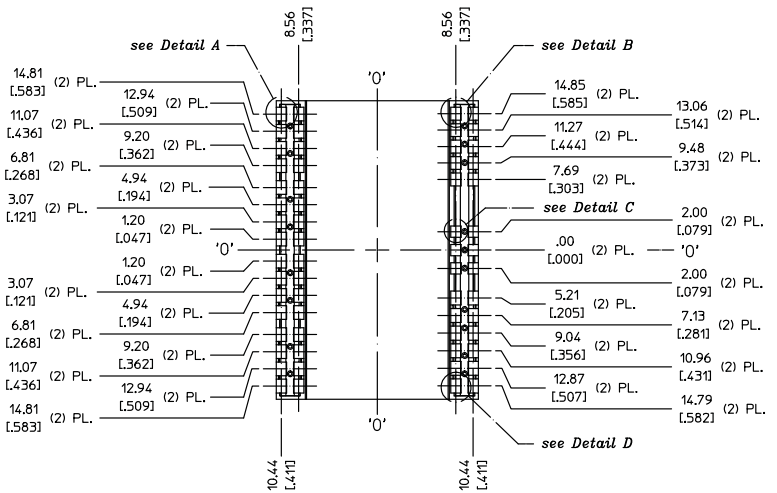 8.56
[.337]
8.56
[.337]
see Detail A
see Detail B
'0'
14.81
[.583] (2) PL.
12.94
[.509] (2) PL.
11.07
[.436] (2) PL.
9.20
[.362] (2) PL.
6.81
[.268] (2) PL.
4.94
[.194] (2) PL.
3.07
[.121] (2) PL.
1.20
[.047] (2) PL.
'0'
1.20
[.047] (2) PL.
3.07
[.121] (2) PL.
4.94
[.194] (2) PL.
6.81
[.268] (2) PL.
9.20
[.362] (2) PL.
11.07
[.436] (2) PL.
12.94
[.509] (2) PL.
14.81
[.583] (2) PL.
14.85
[.585] (2) PL.
13.06
[.514] (2) PL.
11.27
[.444] (2) PL.
9.48
[.373] (2) PL.
7.69
[.303] (2) PL.
see Detail C
2.00
[.079] (2) PL.
.00
[.000] (2) PL.
'0'
2.00
[.079] (2) PL.
5.21
[.205] (2) PL.
7.13
[.281] (2) PL.
9.04
[.356] (2) PL.
10.96
[.431] (2) PL.
12.87
[.507] (2) PL.
14.79
[.582] (2) PL.
'0'
see Detail D
10.44
[.411]
10.44
[.411]